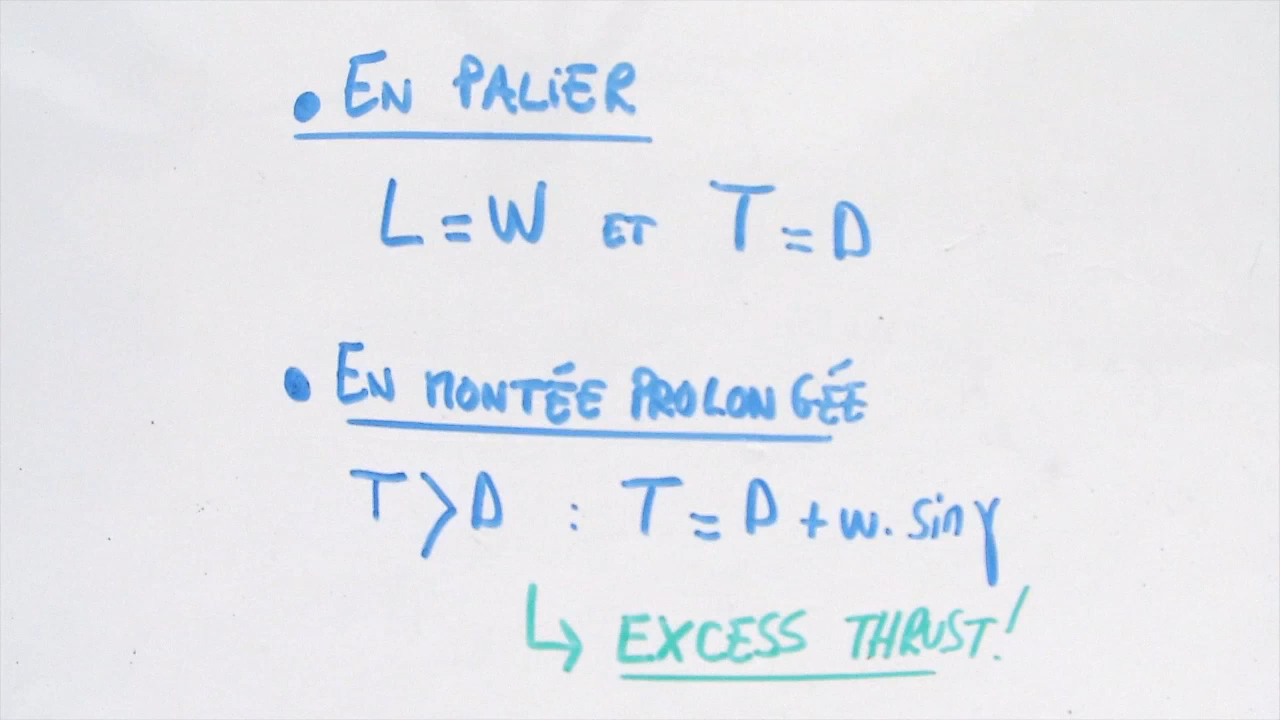 • EN PALiER
L = W ET T = D
• EN MONTÉE PROLONGÉE
T > D : T = D + w. sin γ
↳ EXCESS THRUST!